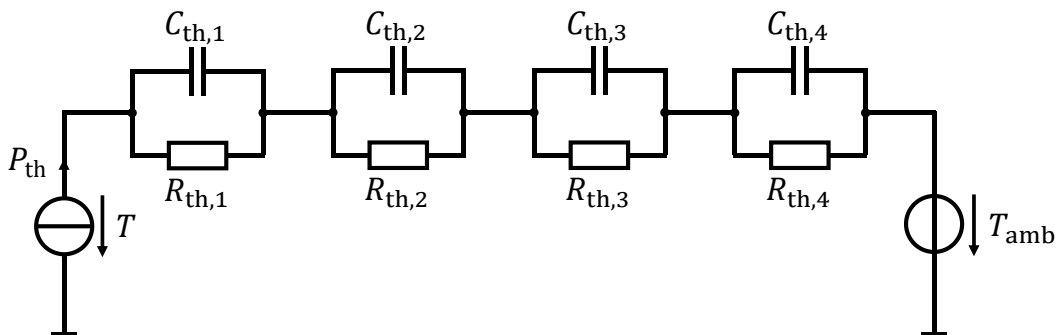 C_th,1 C_th,2 C_th,3 C_th,4
P_th
R_th,1 R_th,2 R_th,3 R_th,4
T T_amb